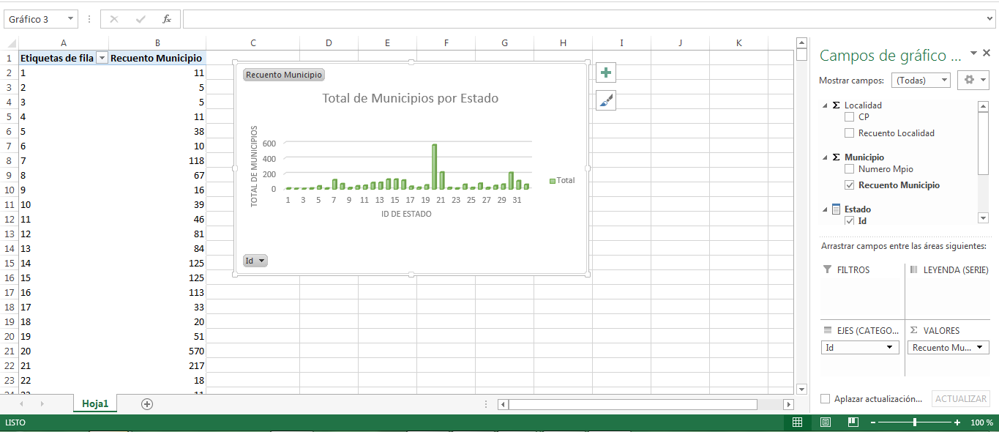 Gráfico 3
fx
A B C D E F G H I J K
1 Etiquetas de fila Recuento Municipio
2 1 11
3 2 5
4 3 5
5 4 11
6 5 38
7 6 10
8 7 118
9 8 67
10 9 16
11 10 39
12 11 46
13 12 81
14 13 84
15 14 125
16 15 125
17 16 113
18 17 33
19 18 20
20 19 51
21 20 570
22 21 217
23 22 18
Recuento Municipio
Total de Municipios por Estado
TOTAL DE MUNICIPIOS
600
400
200
0
1 3 5 7 9 11 13 15 17 19 21 23 25 27 29 31
ID DE ESTADO
Total
Id
Campos de gráfico ...
Mostrar campos: (Todas)
Σ Localidad
CP
Recuento Localidad
Σ Municipio
Numero Mpio
Recuento Municipio
Estado
Id
Arrastrar campos entre las áreas siguientes:
FILTROS
LEYENDA (SERIE)
EJES (CATEGO...
Id
Σ VALORES
Recuento Mu...
Aplazar actualización... ACTUALIZAR
Hoja1
LISTO
100 %